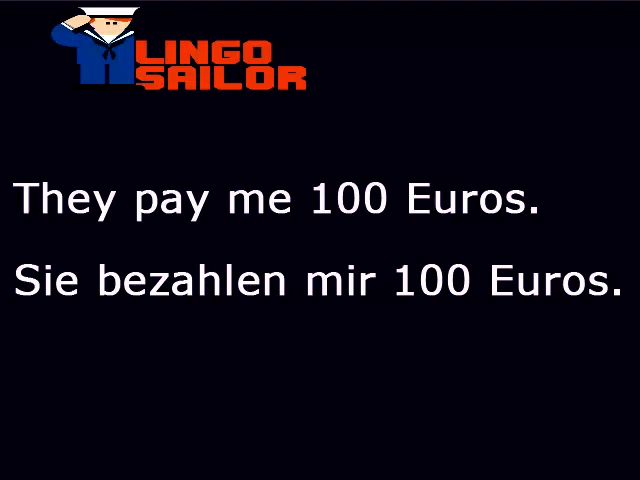 LINGO
SAILOR
They pay me 100 Euros.
Sie bezahlen mir 100 Euros.